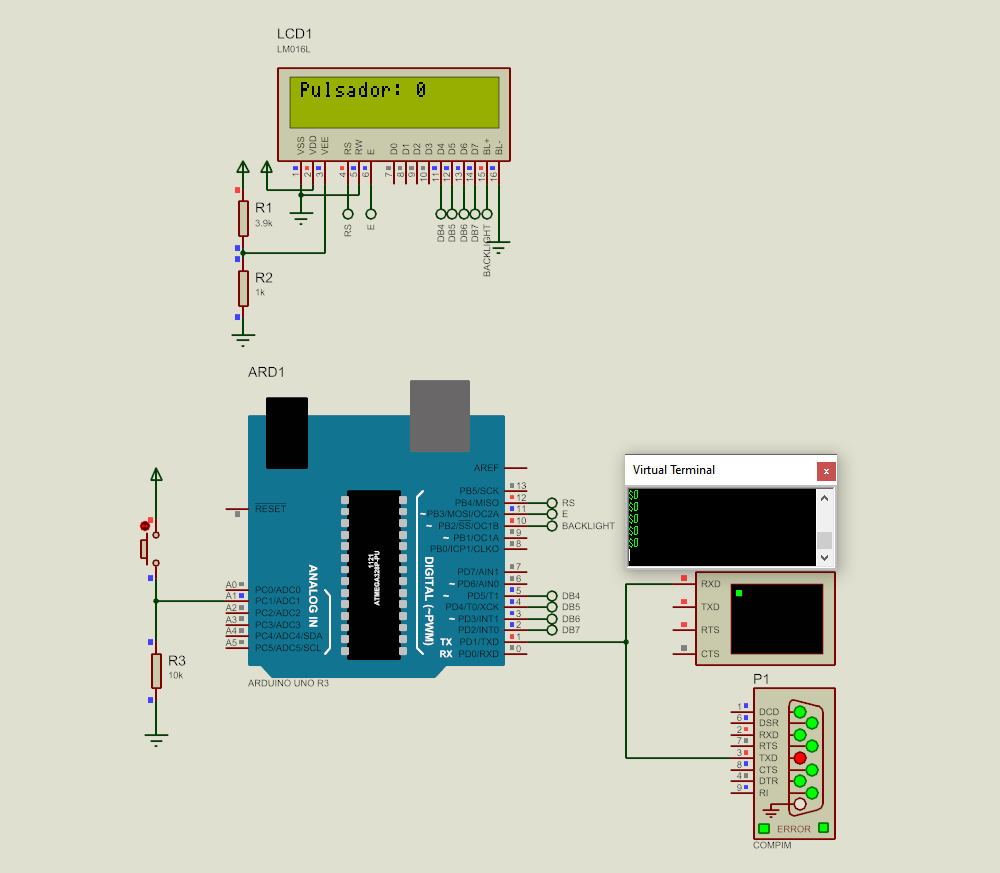 LCD1
LM016L
Pulsador: 0
VSS
VDD
VEE
RS
RW
E
D0
D1
D2
D3
D4
D5
D6
D7
BL+
BL-
1
2
3
4
5
6
7
8
9
10
11
12
13
14
15
16
R1
3.9k
RS
E
DB4
DB5
DB6
DB7
BACKLIGHT
R2
1k
ARD1
AREF
RESET
PB5/SCK 13
PB4/MISO 12 RS
~PB3/MOSI/OC2A 11 E
~ PB2/SS/OC1B 10 BACKLIGHT
~ PB1/OC1A 9
PB0/ICP1/CLKO 8
1121
ATMEGA328P-PU
ANALOG IN
DIGITAL (~PWM)
PD7/AIN1 7
~ PD6/AIN0 6
~ PD5/T1 5 DB4
PD4/T0/XCK 4 DB5
~ PD3/INT1 3 DB6
PD2/INT0 2 DB7
TX PD1/TXD 1
RX PD0/RXD 0
A0 PC0/ADC0
A1 PC1/ADC1
A2 PC2/ADC2
A3 PC3/ADC3
A4 PC4/ADC4/SDA
A5 PC5/ADC5/SCL
ARDUINO UNO R3
R3
10k
Virtual Terminal x
$0
$0
$0
$0
$0
RXD
TXD
RTS
CTS
P1
1 DCD
6 DSR
2 RXD
7 RTS
3 TXD
8 CTS
4 DTR
9 RI
ERROR
COMPIM